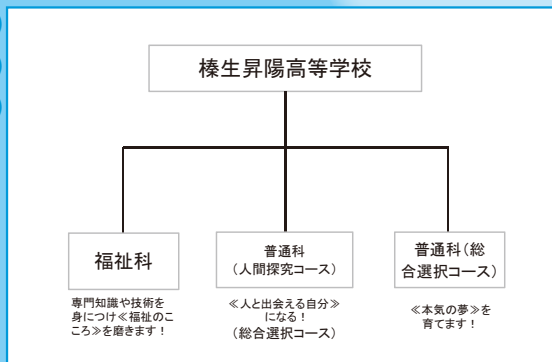 榛生昇陽高等学校
福祉科
専門知識や技術を
身につけ≪福祉のこ
ころ≫を磨きます！
普通科
（人間探究コース）
≪人と出会える自分≫
になる！
（総合選択コース）
普通科（総
合選択コース）
≪本気の夢≫を
育てます！